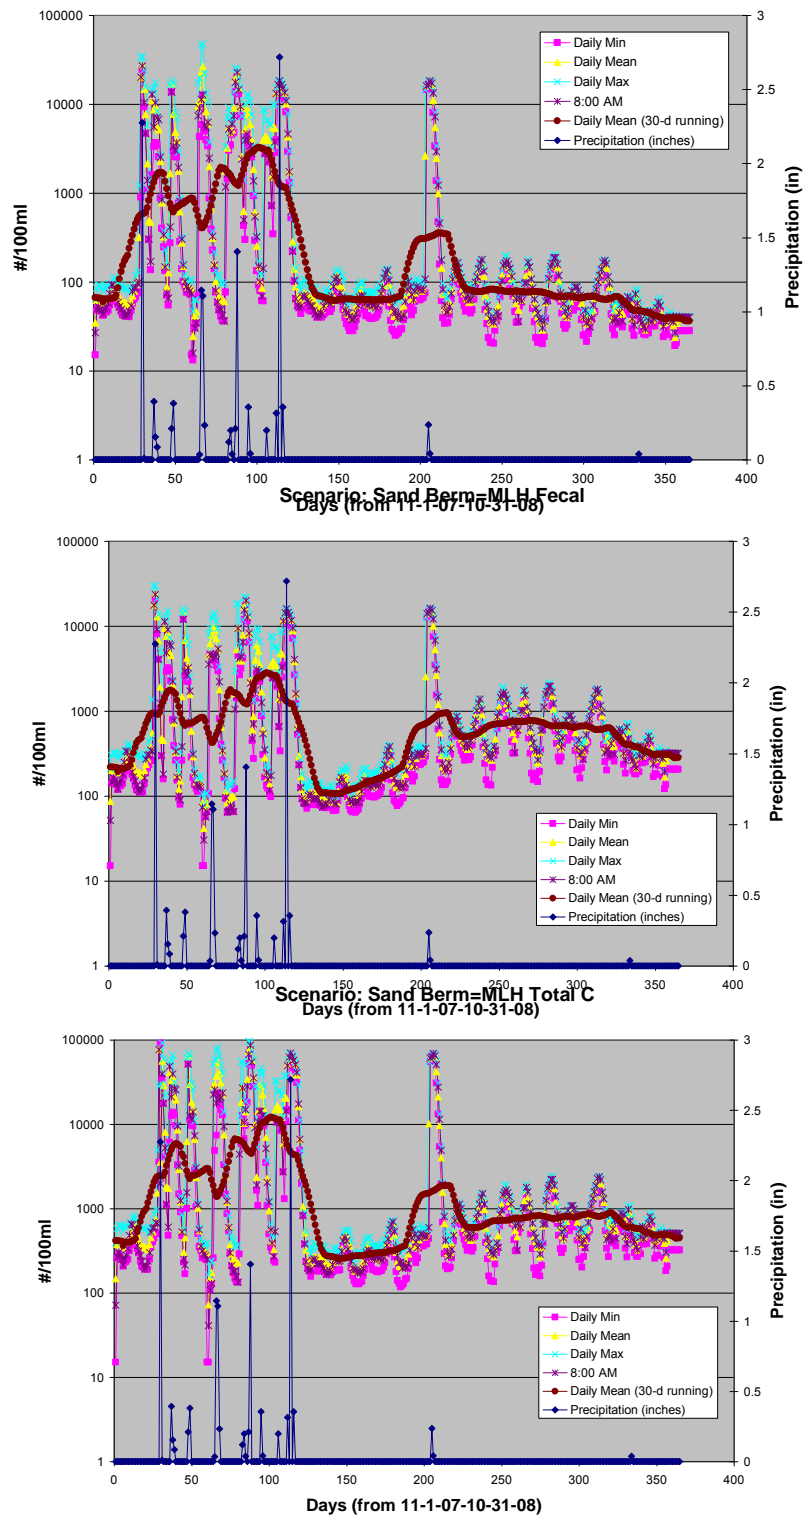 100000
10000
1000
100
10
1
3
2.5
2
1.5
1
0.5
0
#/100ml
Precipitation (in)
Daily Min
Daily Mean
Daily Max
8:00 AM
Daily Mean (30-d running)
Precipitation (inches)
0 50 100 150 200 250 300 350 400
Scenario: Sand Berm=MLH Fecal
Days (from 11-1-07-10-31-08)
100000
10000
1000
100
10
1
3
2.5
2
1.5
1
0.5
0
#/100ml
Precipitation (in)
Daily Min
Daily Mean
Daily Max
8:00 AM
Daily Mean (30-d running)
Precipitation (inches)
0 50 100 150 200 250 300 350 400
Scenario: Sand Berm=MLH Total C
Days (from 11-1-07-10-31-08)
100000
10000
1000
100
10
1
3
2.5
2
1.5
1
0.5
0
#/100ml
Precipitation (in)
Daily Min
Daily Mean
Daily Max
8:00 AM
Daily Mean (30-d running)
Precipitation (inches)
0 50 100 150 200 250 300 350 400
Days (from 11-1-07-10-31-08)